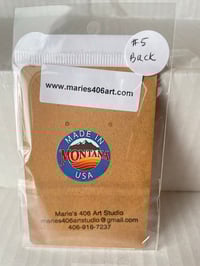 #5
Back
www.maries406art.com
MADE IN
MONTANA
USA
Marie's 406 Art Studio
maries406artstudio@gmail.com
406-916-7237